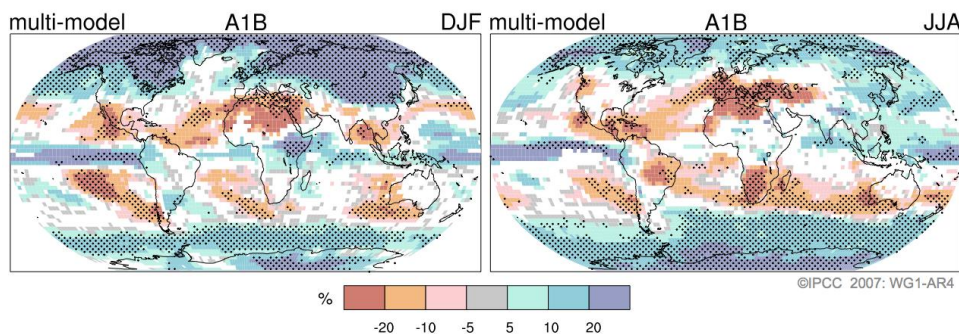 multi-model A1B DJF
multi-model A1B JJA
©IPCC 2007: WG1-AR4
%
-20 -10 -5 5 10 20